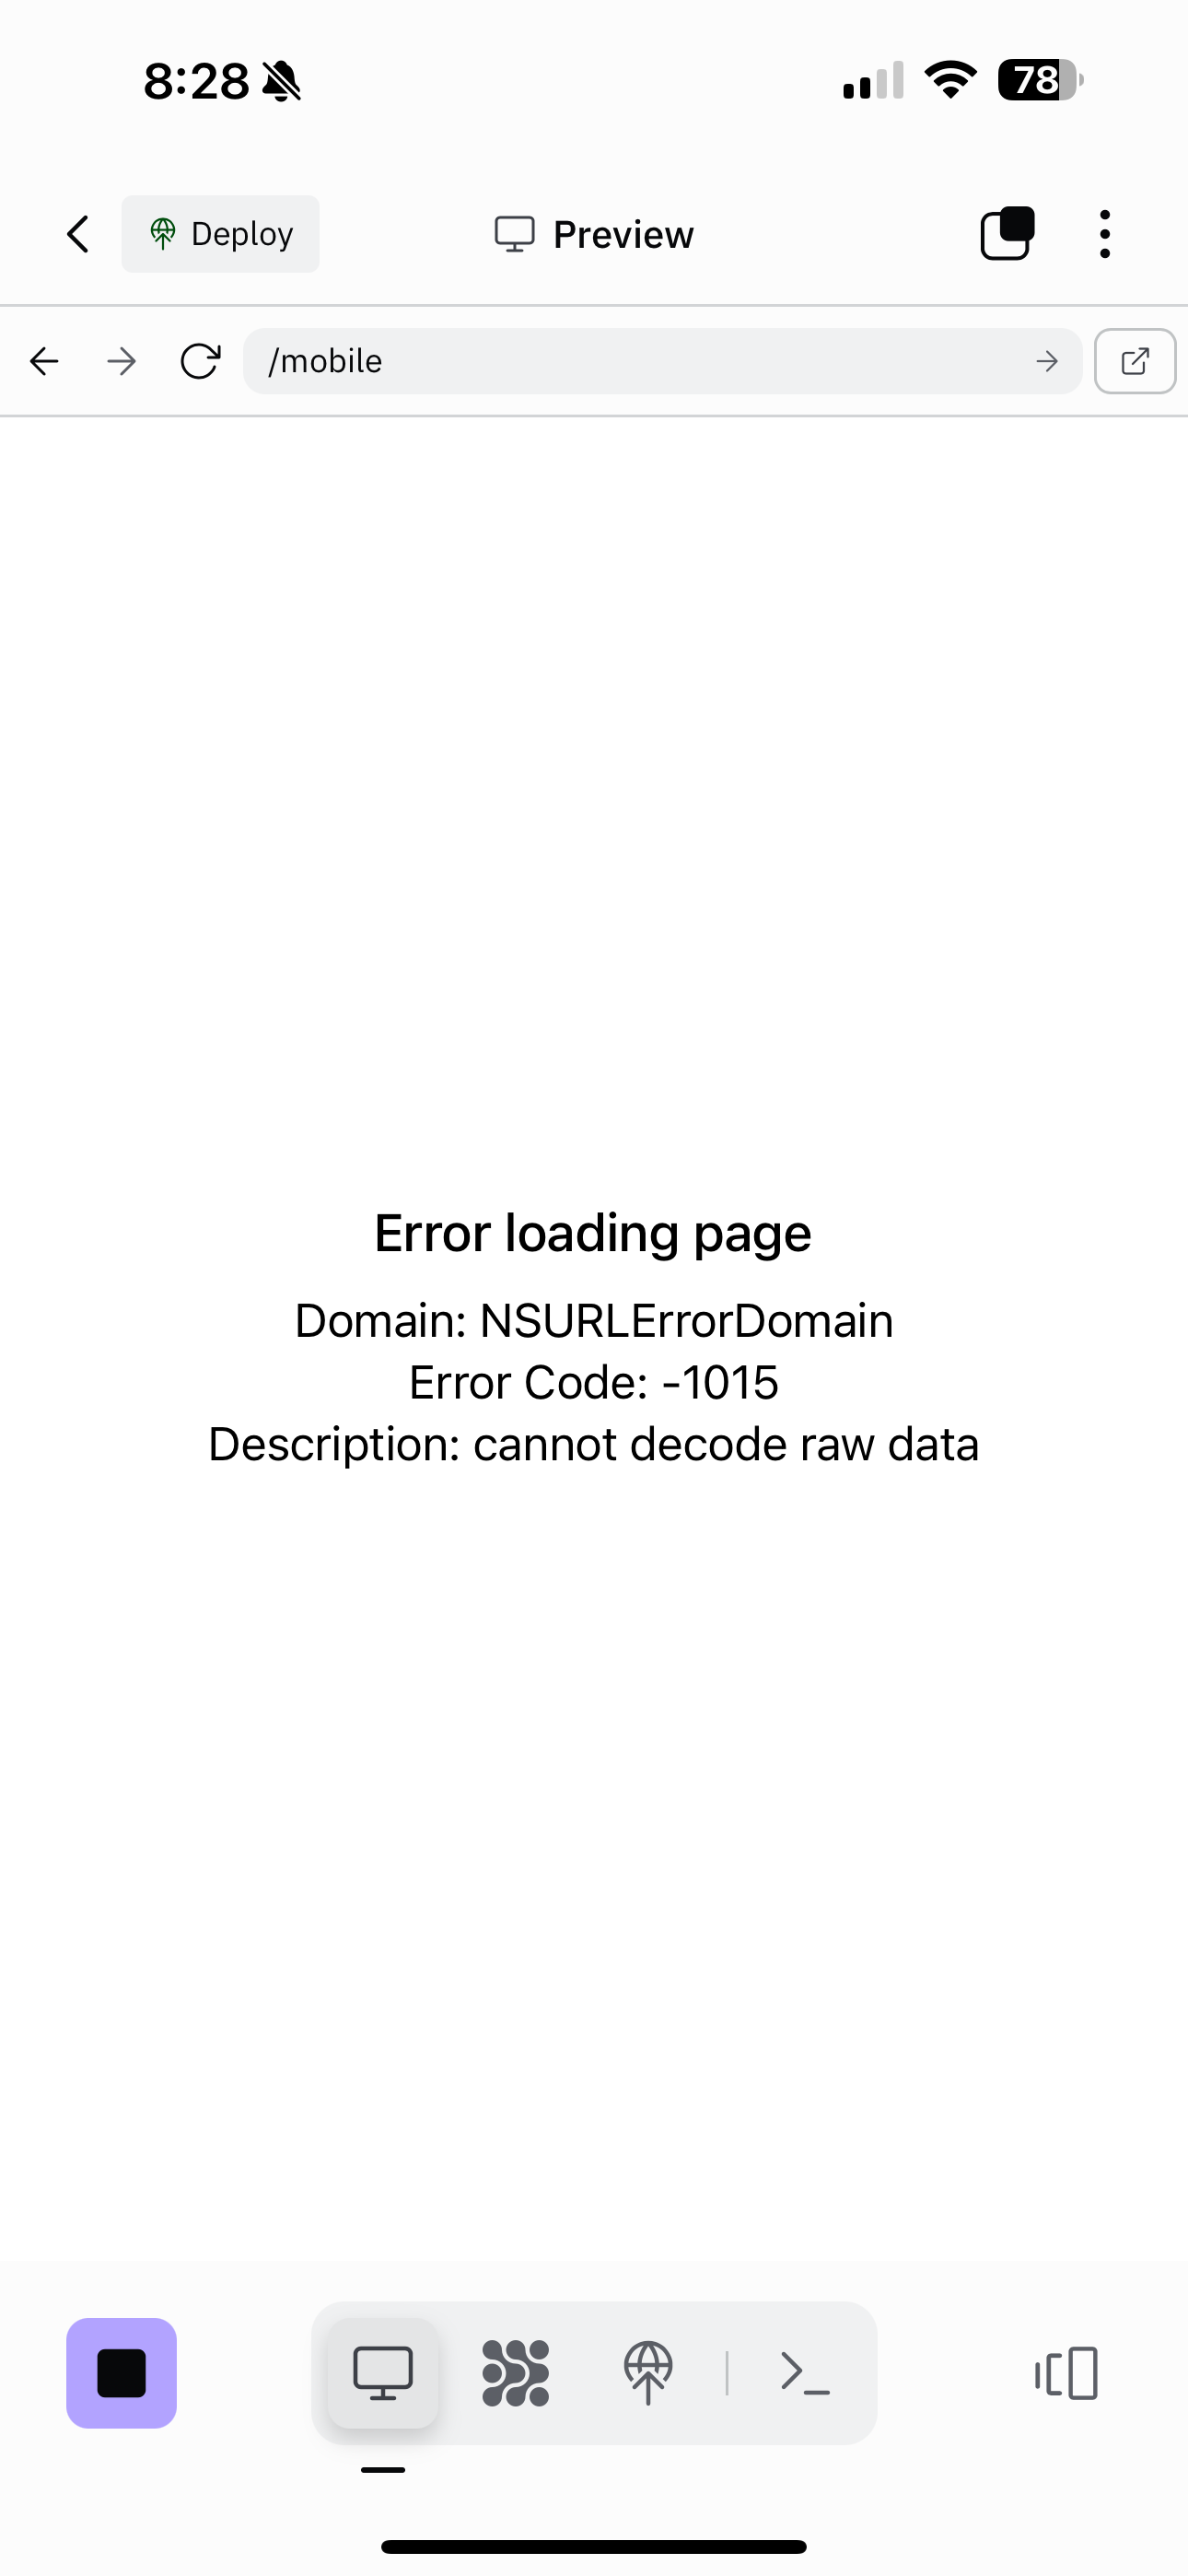 8:28
78
Deploy
Preview
/mobile
Error loading page
Domain: NSURLErrorDomain
Error Code: -1015
Description: cannot decode raw data